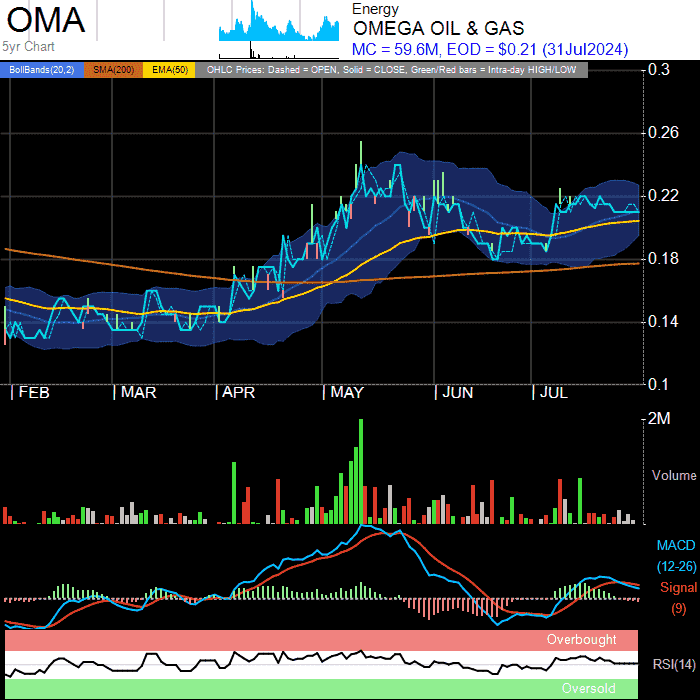 OMA
Energy
OMEGA OIL & GAS
5yr Chart
MC = 59.6M, EOD = $0.21 (31Jul2024)
BollBands(20,2) SMA(200) EMA(50) OHLC Prices: Dashed = OPEN, Solid = CLOSE, Green/Red bars = Intra-day HIGH/LOW
0.3
0.26
0.22
0.18
0.14
0.1
FEB MAR APR MAY JUN JUL
2M
Volume
MACD
(12-26)
Signal
(9)
Overbought
RSI(14)
Oversold